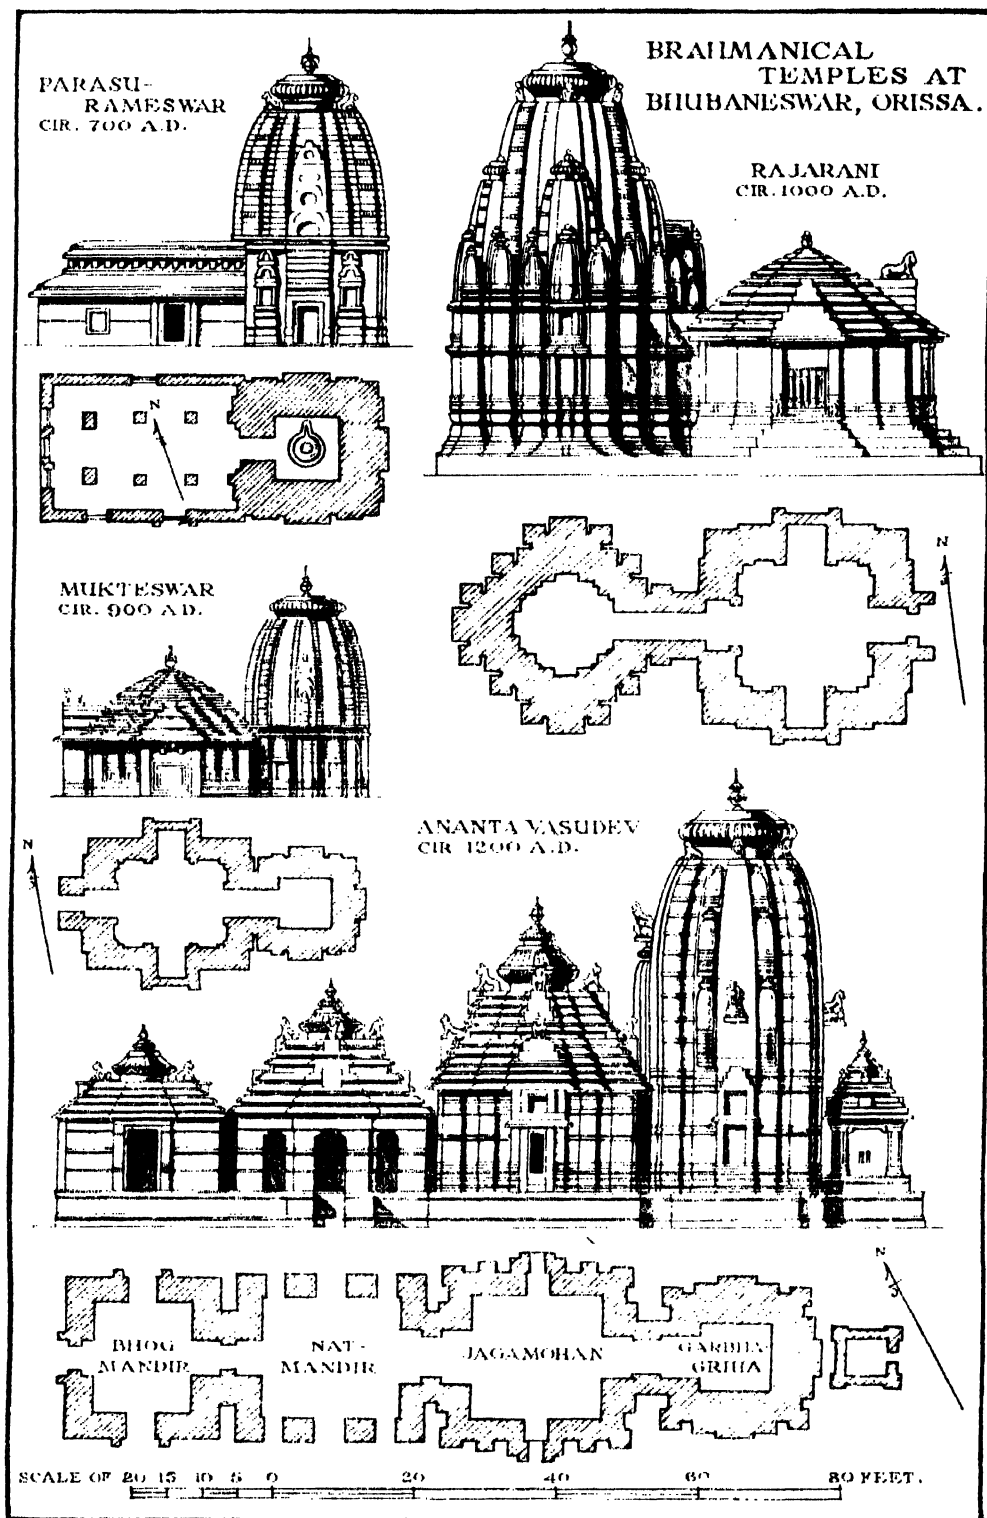 BRAHMANICAL
TEMPLES AT
BHUBANESWAR, ORISSA.
PARASU-
RAMESWAR
CIR. 700 A.D.
RAJARANI
CIR. 1000 A.D.
N
N
MUKTESWAR
CIR. 900 A.D.
N
ANANTA VASUDEV
CIR 1200 A.D.
N
BHOG
MANDIR
NAT-
MANDIR
JAGAMOHAN
GARBHA-
GRIHA
SCALE OF 20 15 10 5 0 20 40 60 80 FEET.